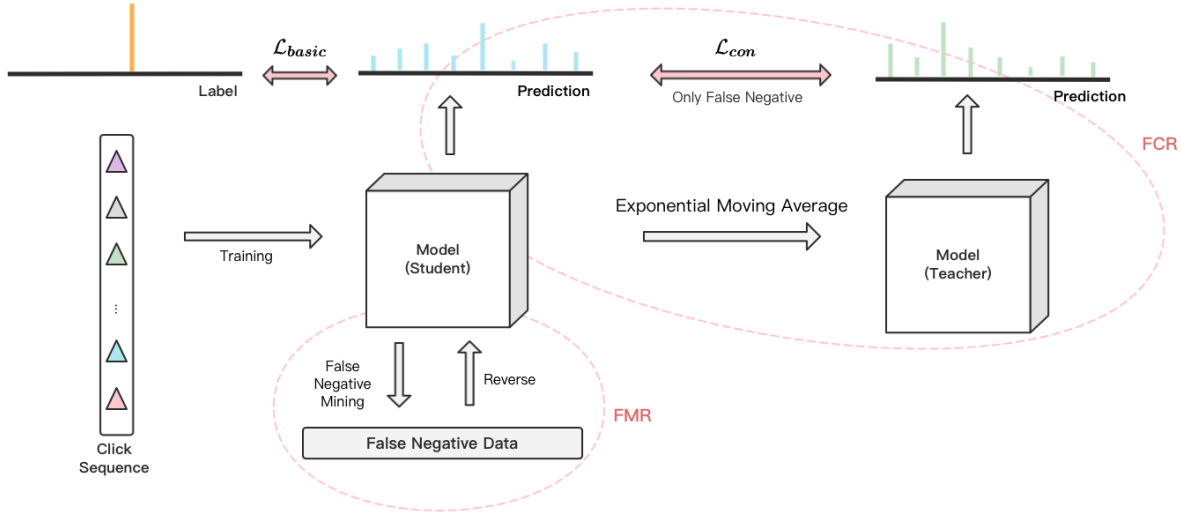 𝓛basic
𝓛con
Label
Prediction
Only False Negative
Prediction
FCR
Exponential Moving Average
Training
Model
(Student)
Model
(Teacher)
...
False
Negative
Mining
Reverse
FMR
False Negative Data
Click
Sequence